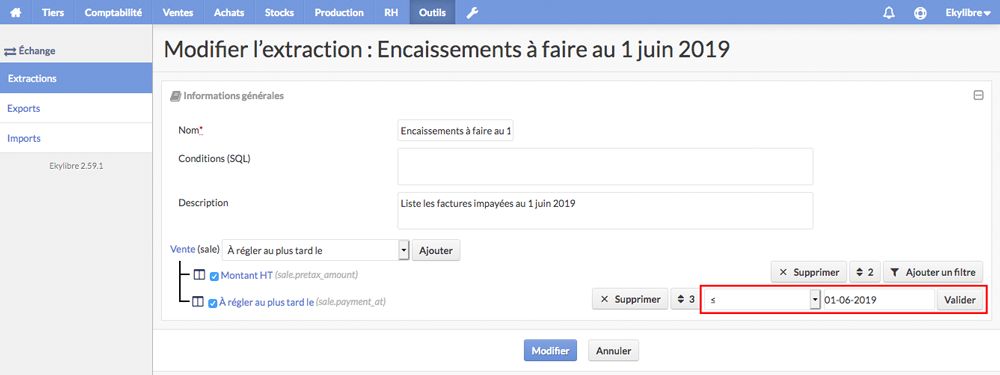 Tiers Comptabilité Ventes Achats Stocks Production RH Outils Ekylibre
Échange
Extractions
Exports
Imports
Ekylibre 2.59.1
Modifier l’extraction : Encaissements à faire au 1 juin 2019
Informations générales
Nom* Encaissements à faire au 1
Conditions (SQL)
Description Liste les factures impayées au 1 juin 2019
Vente (sale) À régler au plus tard le Ajouter
Montant HT (sale.pretax_amount) Supprimer 2 Ajouter un filtre
À régler au plus tard le (sale.payment_at) Supprimer 3 ≤ 01-06-2019 Valider
Modifier Annuler